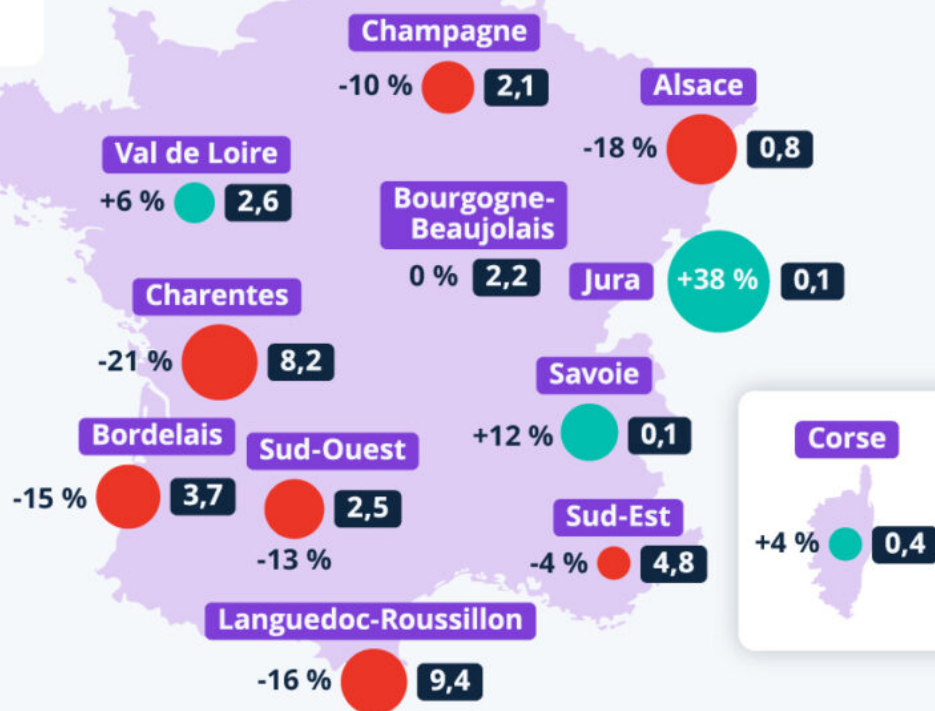 Champagne
-10 % 2,1
Alsace
-18 % 0,8
Val de Loire
+6 % 2,6
Bourgogne-
Beaujolais
0 % 2,2
Jura +38 % 0,1
Charentes
-21 % 8,2
Savoie
+12 % 0,1
Bordelais
-15 % 3,7
Sud-Ouest
2,5
-13 %
Corse
+4 % 0,4
Sud-Est
-4 % 4,8
Languedoc-Roussillon
-16 % 9,4